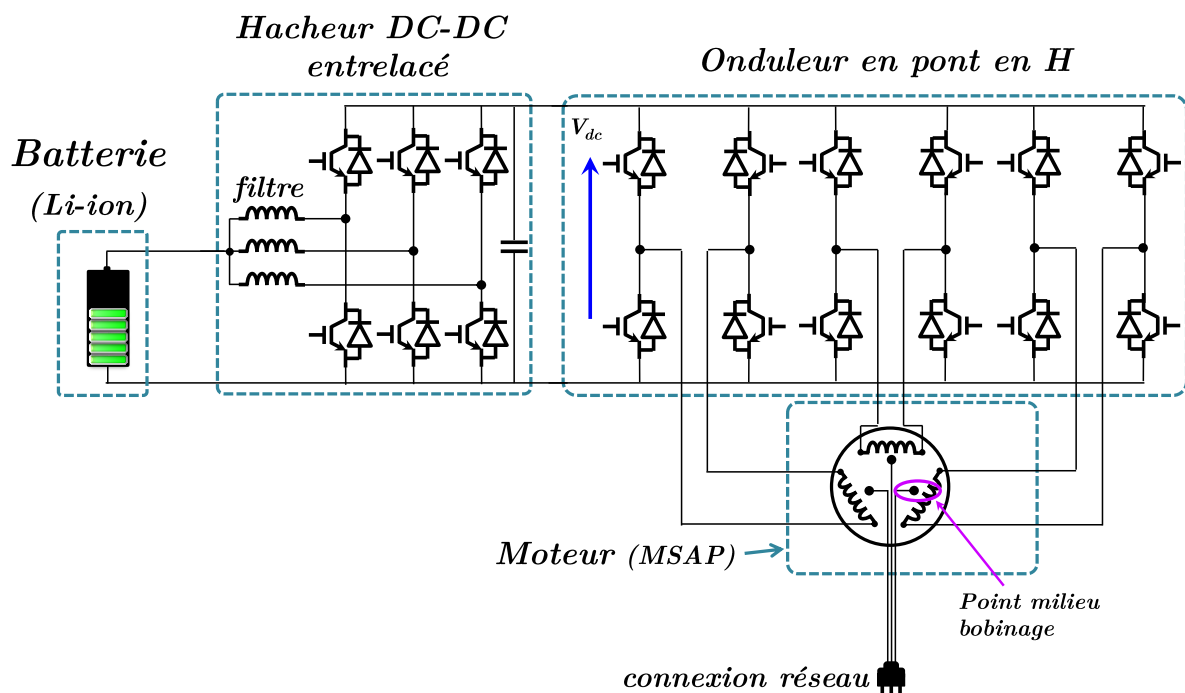 Hacheur DC-DC
entrelacé
Onduleur en pont en H
Batterie
(Li-ion)
filtre
V_dc
Moteur (MSAP)
Point milieu
bobinage
connexion réseau